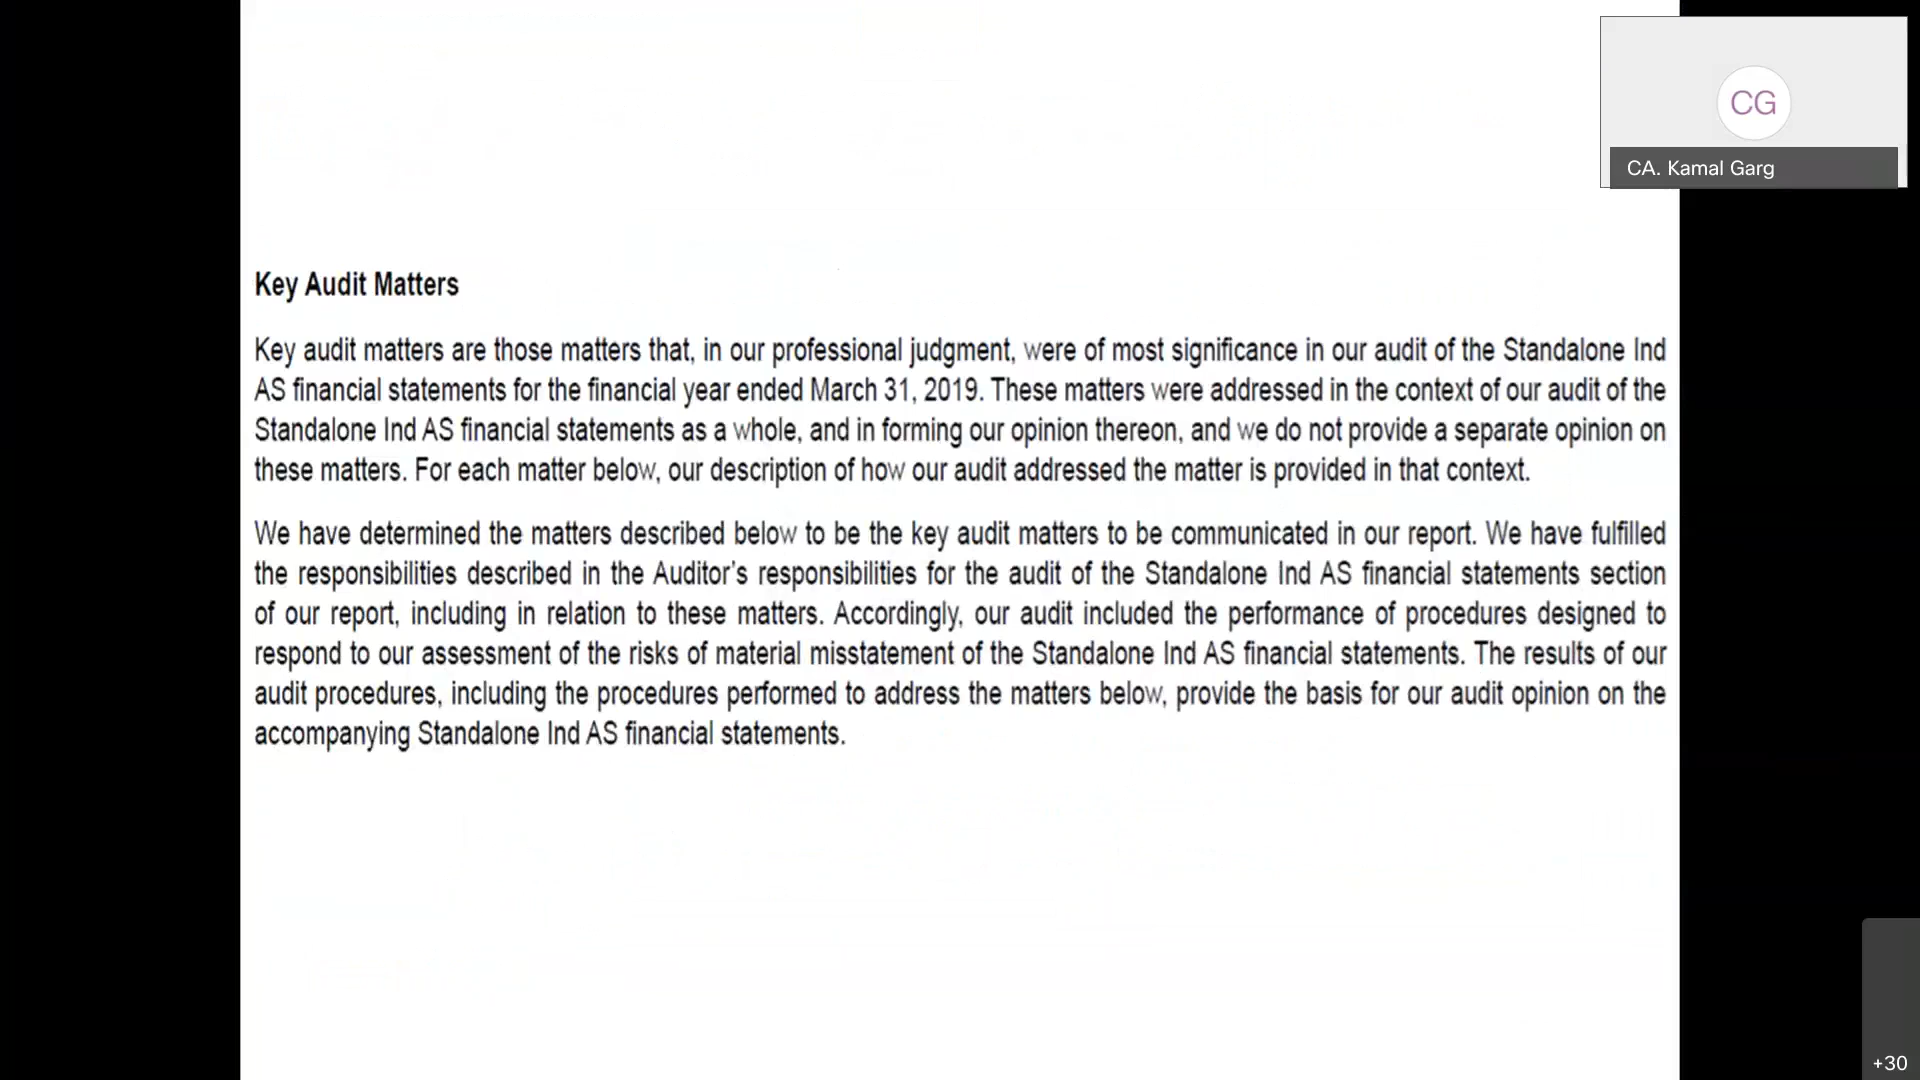 CG
CA. Kamal Garg
Key Audit Matters
Key audit matters are those matters that, in our professional judgment, were of most significance in our audit of the Standalone Ind
AS financial statements for the financial year ended March 31, 2019. These matters were addressed in the context of our audit of the
Standalone Ind AS financial statements as a whole, and in forming our opinion thereon, and we do not provide a separate opinion on
these matters. For each matter below, our description of how our audit addressed the matter is provided in that context.
We have determined the matters described below to be the key audit matters to be communicated in our report. We have fulfilled
the responsibilities described in the Auditor's responsibilities for the audit of the Standalone Ind AS financial statements section
of our report, including in relation to these matters. Accordingly, our audit included the performance of procedures designed to
respond to our assessment of the risks of material misstatement of the Standalone Ind AS financial statements. The results of our
audit procedures, including the procedures performed to address the matters below, provide the basis for our audit opinion on the
accompanying Standalone Ind AS financial statements.
+30